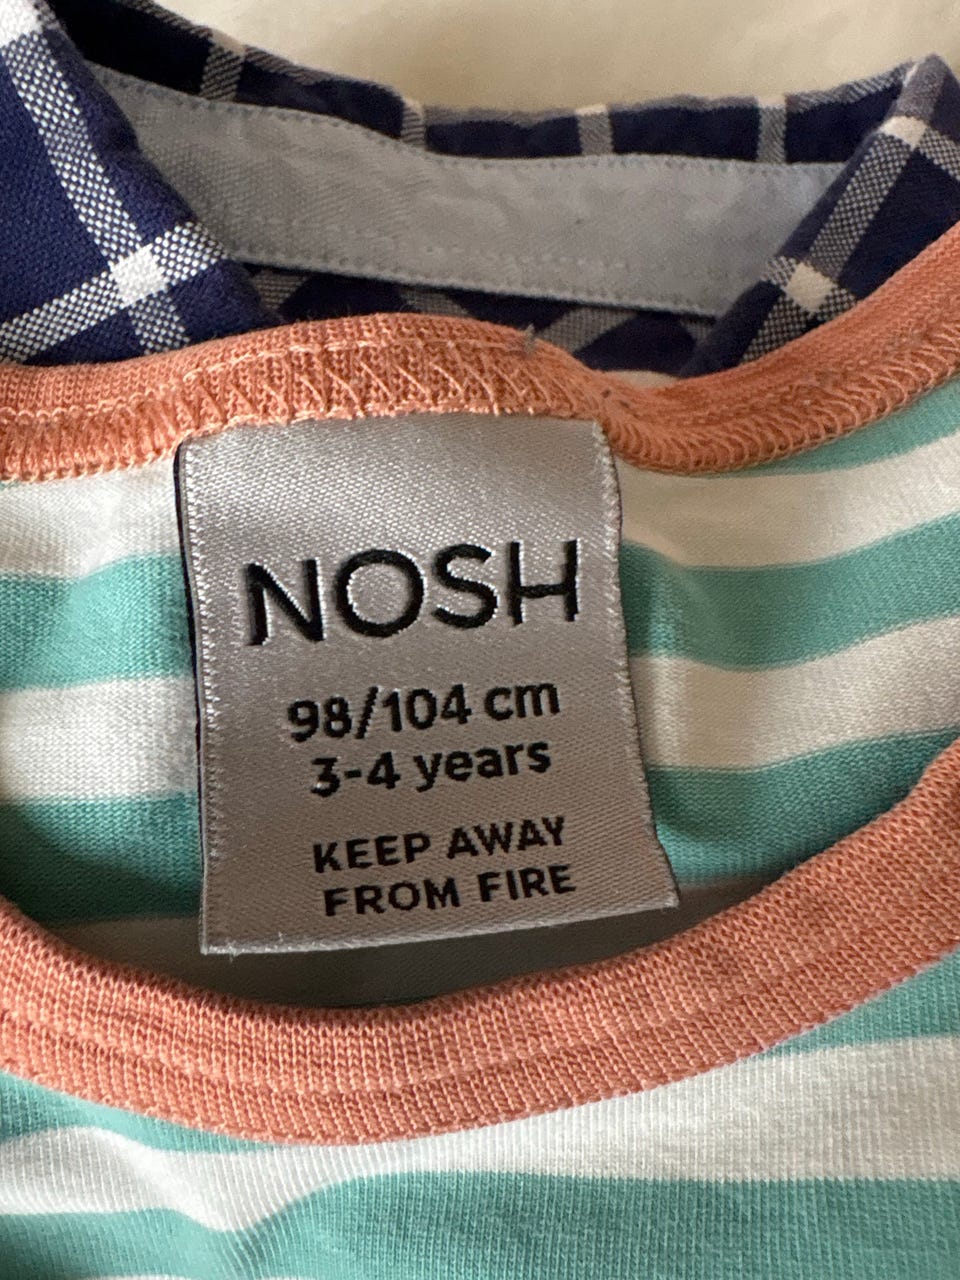 NOSH
98/104 cm
3-4 years
KEEP AWAY
FROM FIRE